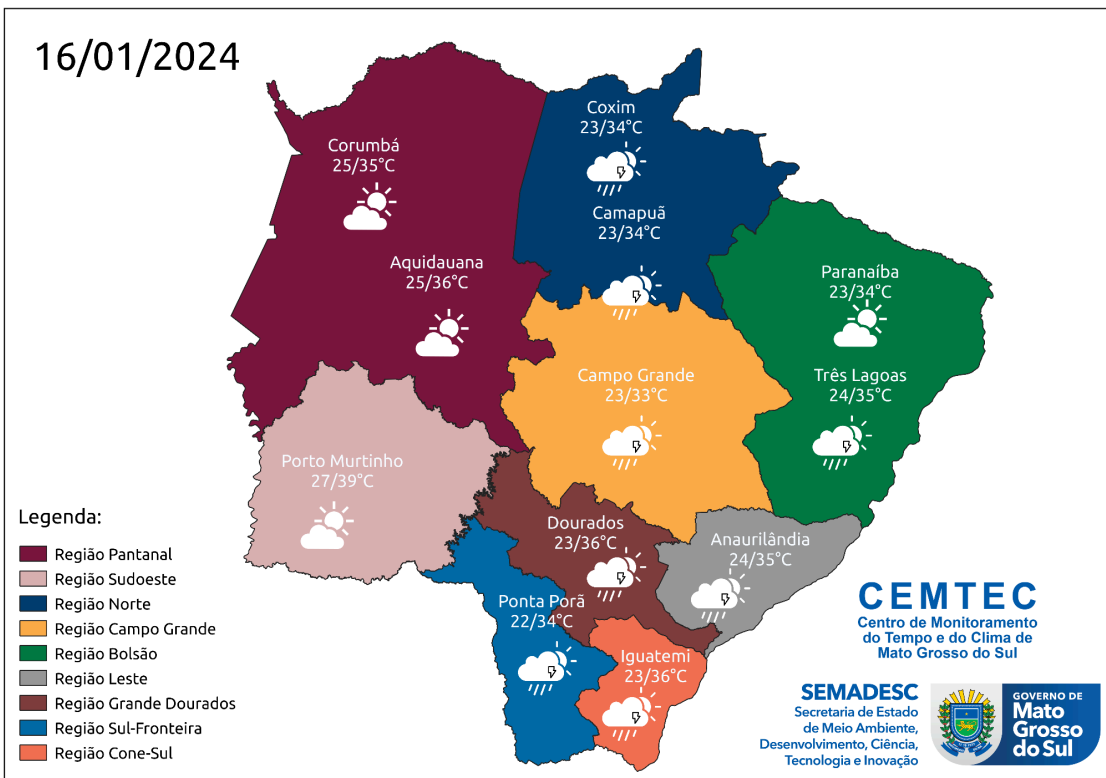 16/01/2024
Coxim
23/34°C
Corumbá
25/35°C
Camapuã
23/34°C
Aquidauana
25/36°C
Paranaíba
23/34°C
Campo Grande
23/33°C
Três Lagoas
24/35°C
Porto Murtinho
27/39°C
Dourados
23/36°C
Anaurilândia
24/35°C
Ponta Porã
22/34°C
Iguatemi
23/36°C
Legenda:
Região Pantanal
Região Sudoeste
Região Norte
Região Campo Grande
Região Bolsão
Região Leste
Região Grande Dourados
Região Sul-Fronteira
Região Cone-Sul
CEMTEC
Centro de Monitoramento
do Tempo e do Clima de
Mato Grosso do Sul
SEMADESC
Secretaria de Estado
de Meio Ambiente,
Desenvolvimento, Ciência,
Tecnologia e Inovação
GOVERNO DE
Mato
Grosso
do Sul